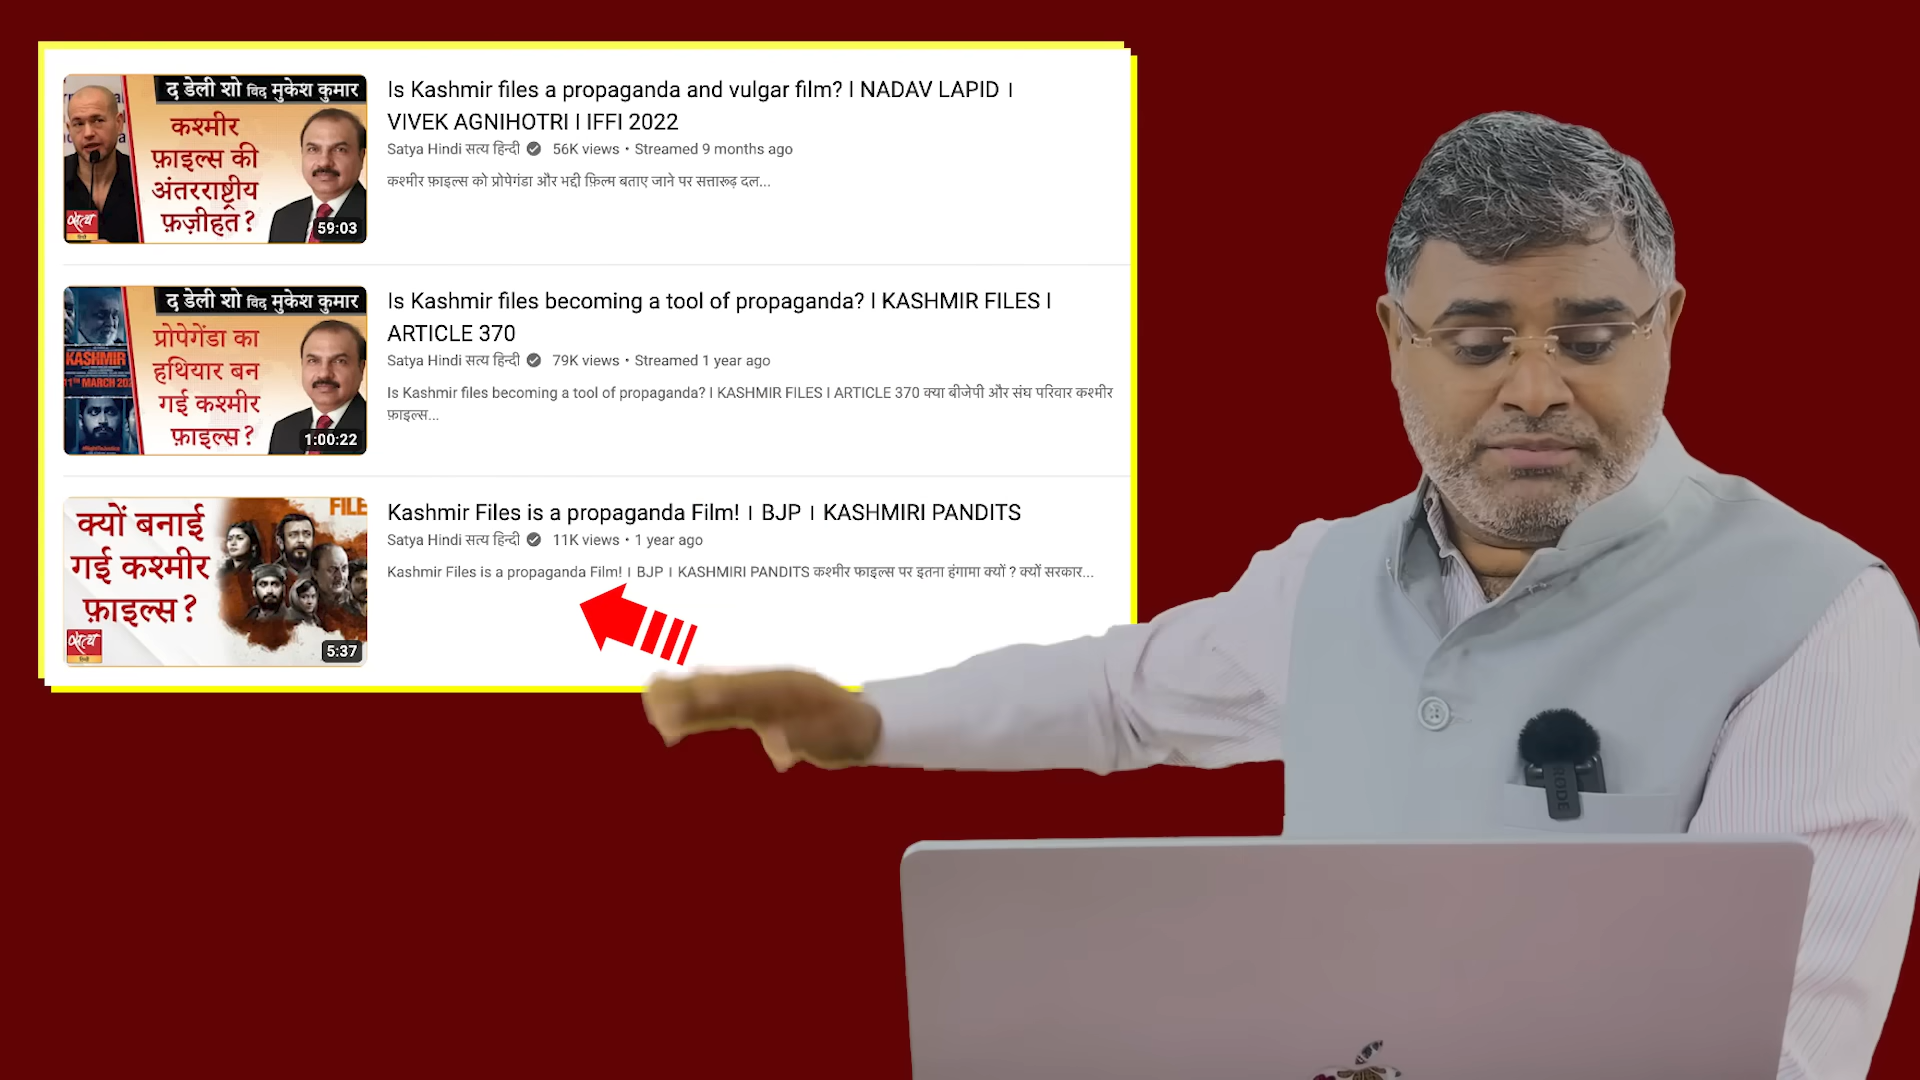 द डेली शो विद मुकेश कुमार
कश्मीर
फ़ाइल्स की
अंतरराष्ट्रीय
फ़ज़ीहत?
सत्य
हिन्दी
59:03
Is Kashmir files a propaganda and vulgar film? l NADAV LAPID ।
VIVEK AGNIHOTRI l IFFI 2022
Satya Hindi सत्य हिन्दी 56K views • Streamed 9 months ago
कश्मीर फ़ाइल्स को प्रोपेगंडा और भद्दी फ़िल्म बताए जाने पर सत्तारूढ़ दल...
द डेली शो विद मुकेश कुमार
प्रोपेगेंडा का
हथियार बन
गई कश्मीर
फ़ाइल्स?
KASHMIR
11TH MARCH 202
1:00:22
Is Kashmir files becoming a tool of propaganda? l KASHMIR FILES l
ARTICLE 370
Satya Hindi सत्य हिन्दी 79K views • Streamed 1 year ago
Is Kashmir files becoming a tool of propaganda? l KASHMIR FILES l ARTICLE 370 क्या बीजेपी और संघ परिवार कश्मीर
फ़ाइल्स...
क्यों बनाई
गई कश्मीर
फ़ाइल्स?
FILE
सत्य
हिन्दी
5:37
Kashmir Files is a propaganda Film! । BJP । KASHMIRI PANDITS
Satya Hindi सत्य हिन्दी 11K views • 1 year ago
Kashmir Files is a propaganda Film! । BJP । KASHMIRI PANDITS कश्मीर फाइल्स पर इतना हंगामा क्यों ? क्यों सरकार...
RODE